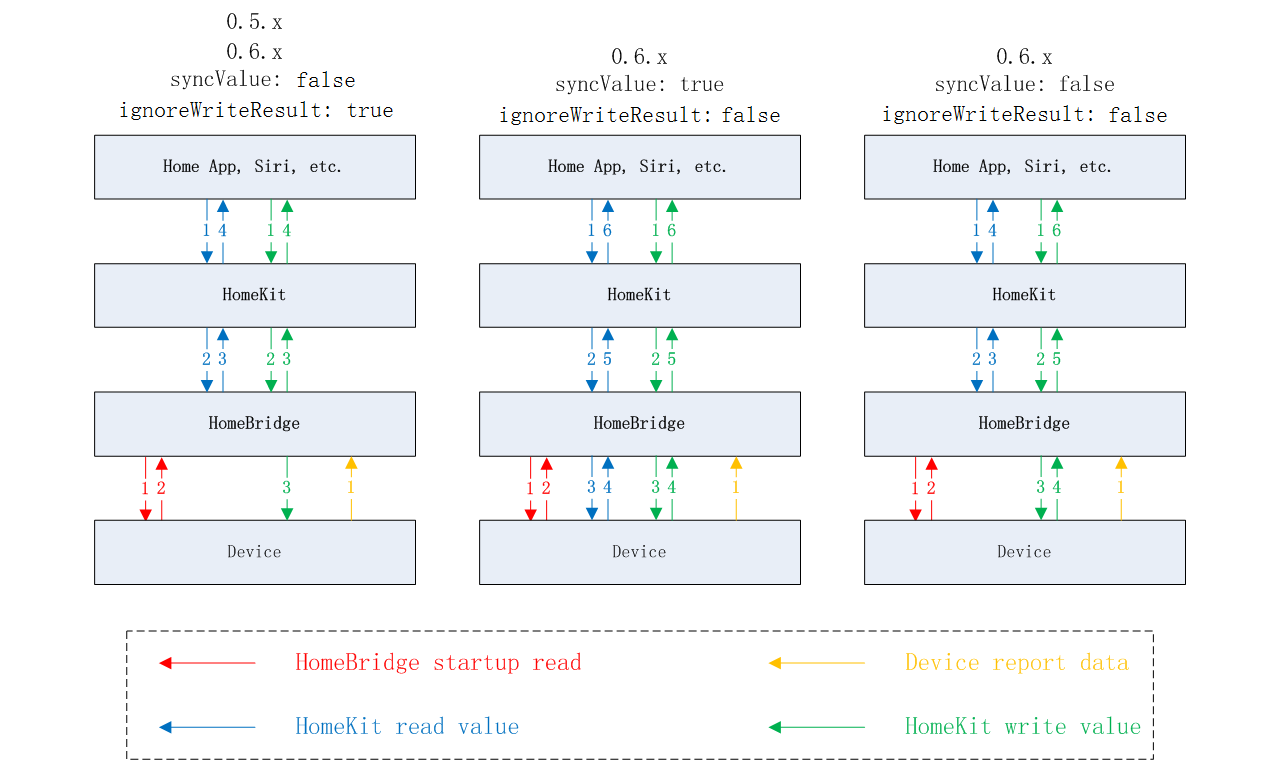 0.5.x
0.6.x
syncValue: false
ignoreWriteResult: true
Home App, Siri, etc.
1 4 1 4
HomeKit
2 3 2 3
HomeBridge
1 2 3 1
Device
0.6.x
syncValue: true
ignoreWriteResult: false
Home App, Siri, etc.
1 6 1 6
HomeKit
2 5 2 5
HomeBridge
1 2 3 4 3 4 1
Device
0.6.x
syncValue: false
ignoreWriteResult: false
Home App, Siri, etc.
1 4 1 6
HomeKit
2 3 2 5
HomeBridge
1 2 3 4 1
Device
HomeBridge startup read
Device report data
HomeKit read value
HomeKit write value